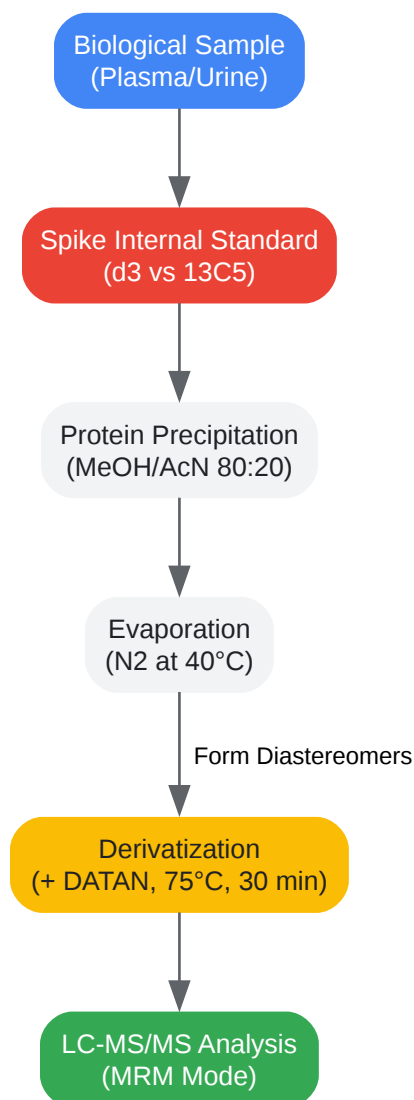 Biological Sample
(Plasma/Urine)
Spike Internal Standard
(d3 vs 13C5)
Protein Precipitation
(MeOH/AcN 80:20)
Evaporation
(N2 at 40°C)
Form Diastereomers
Derivatization
(+ DATAN, 75°C, 30 min)
LC-MS/MS Analysis
(MRM Mode)